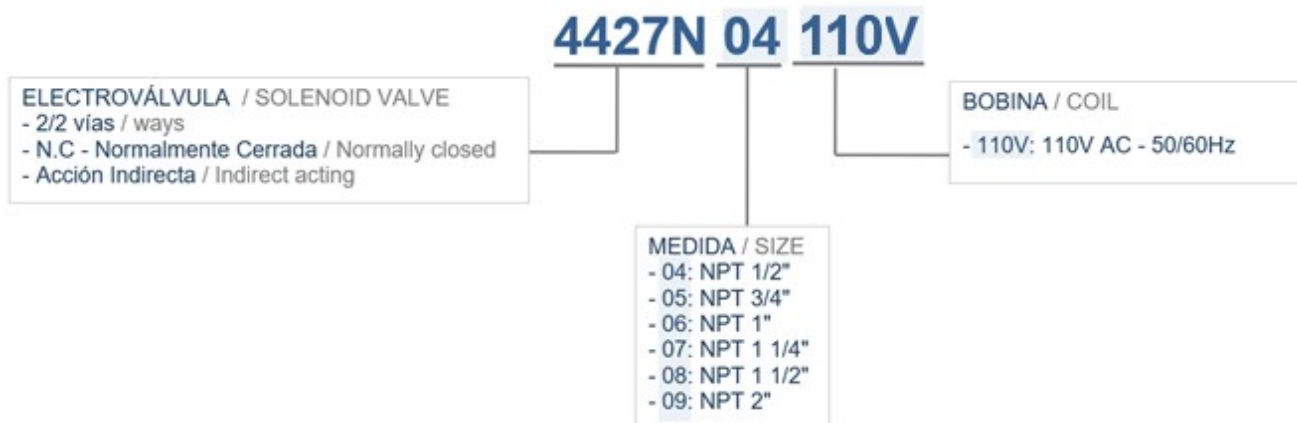 4427N 04 110V
ELECTROVÁLVULA / SOLENOID VALVE
- 2/2 vías / ways
- N.C - Normalmente Cerrada / Normally closed
- Acción Indirecta / Indirect acting
BOBINA / COIL
- 110V: 110V AC - 50/60Hz
MEDIDA / SIZE
- 04: NPT 1/2"
- 05: NPT 3/4"
- 06: NPT 1"
- 07: NPT 1 1/4"
- 08: NPT 1 1/2"
- 09: NPT 2"